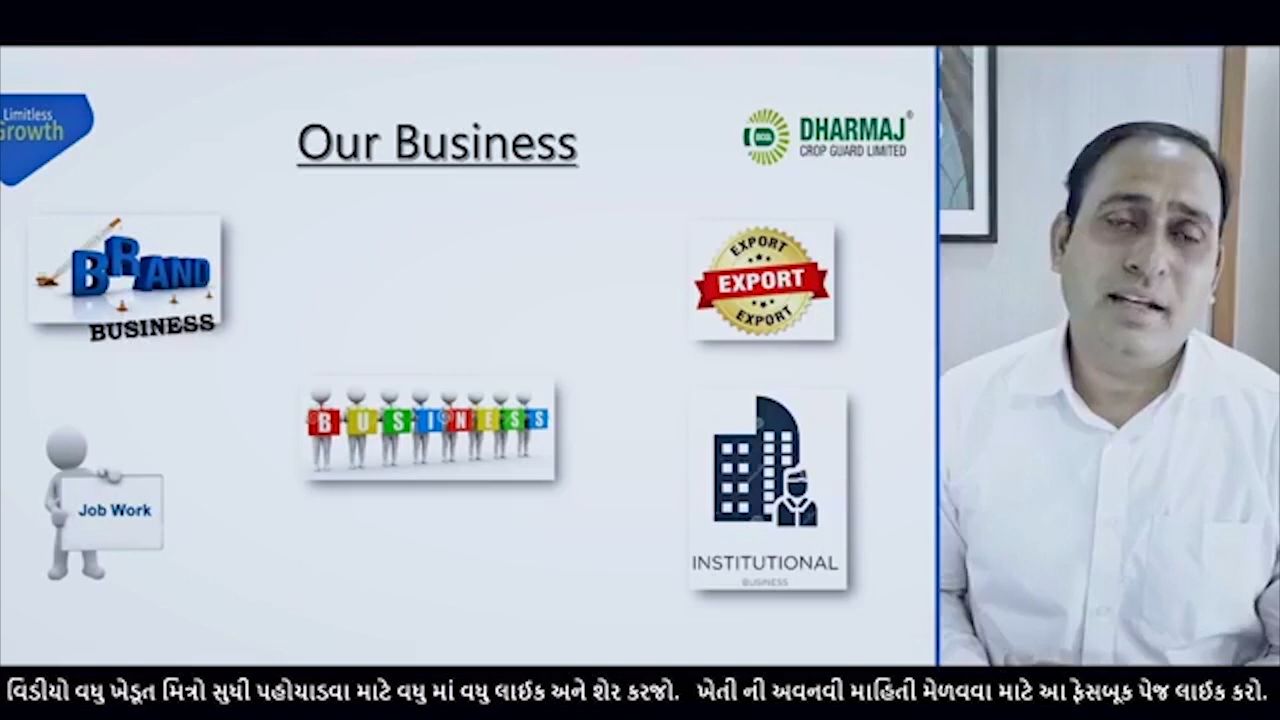 Limitless
Growth
Our Business
DCGL
DHARMAJ®
CROP GUARD LIMITED
BRAND
BUSINESS
EXPORT
EXPORT
EXPORT
BUSINESS
Job Work
INSTITUTIONAL
BUSINESS
વિડીયો વધુ ખેડૂત મિત્રો સુધી પહોચાડવા માટે વધુ માં વધુ લાઈક અને શેર કરજો. ખેતી ની અવનવી માહિતી મેળવવા માટે આ ફેસબૂક પેજ લાઈક કરો.